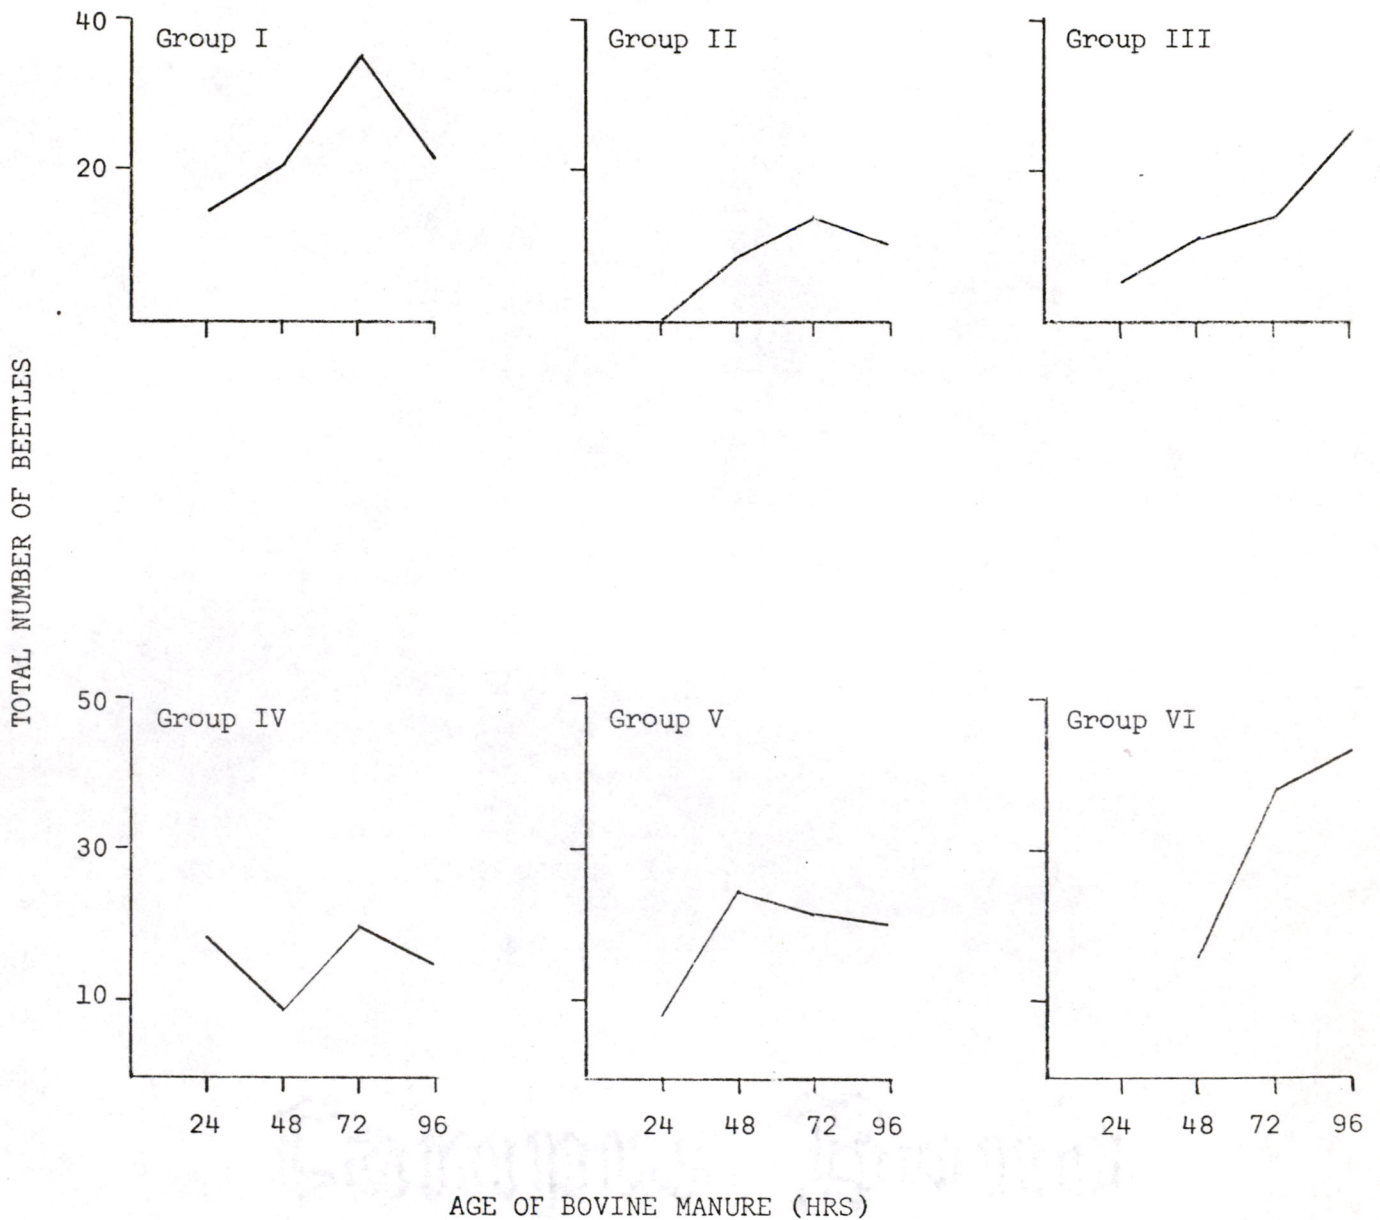 40
Group I
Group II
Group III
20
TOTAL NUMBER OF BEETLES
50
Group IV
Group V
Group VI
30
10
24 48 72 96
24 48 72 96
24 48 72 96
AGE OF BOVINE MANURE (HRS)